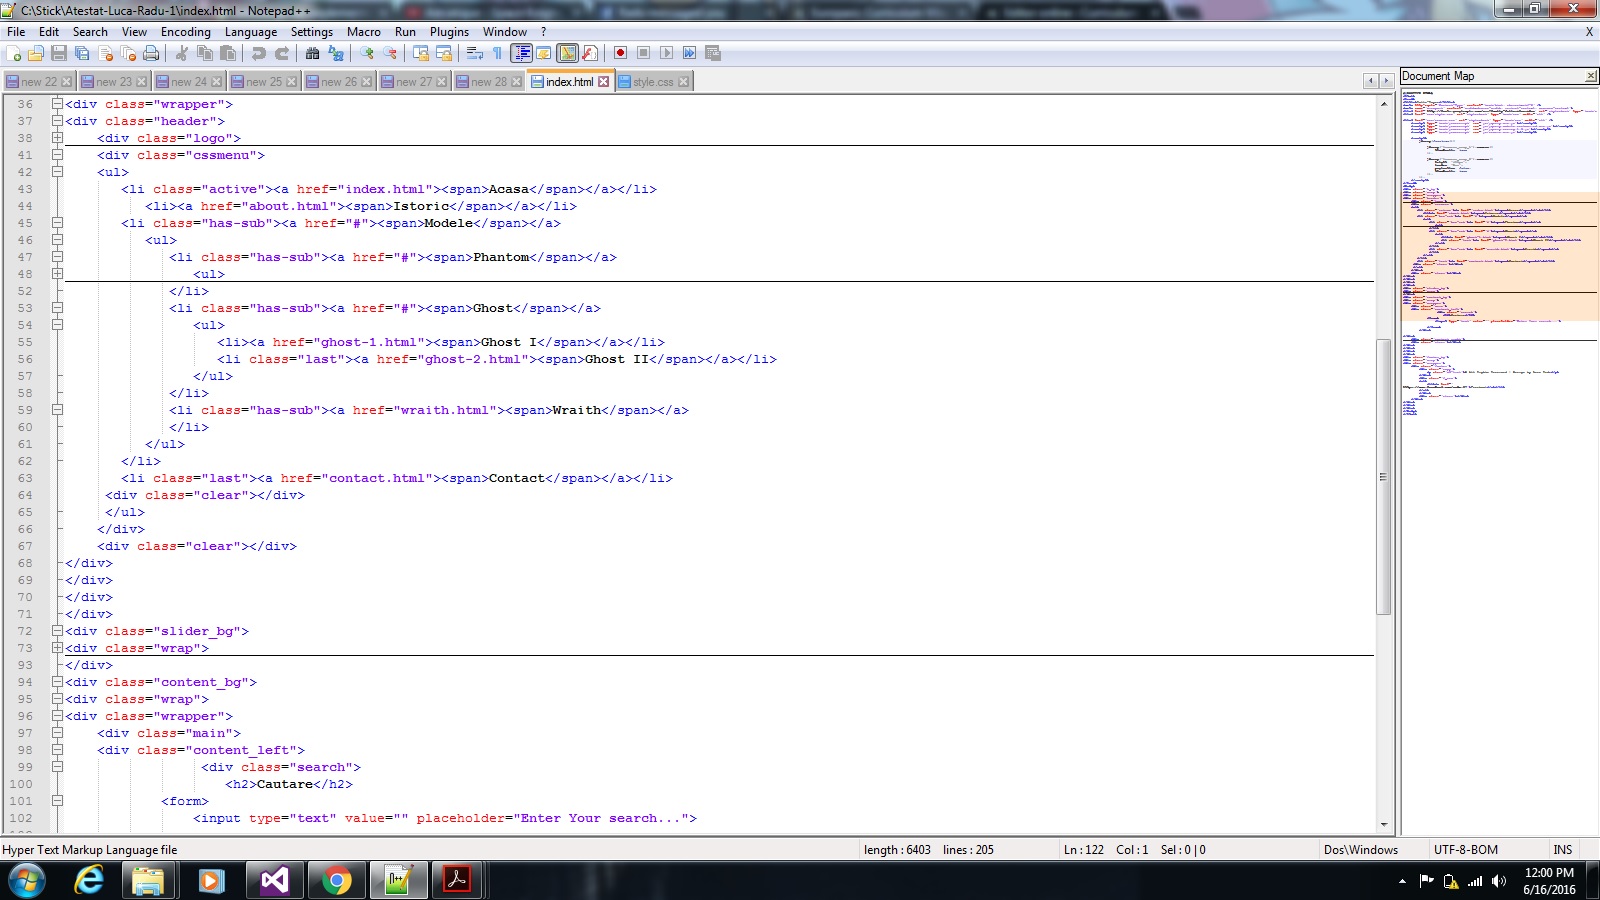 C:\Stick\Atestat-Luca-Radu-1\index.html - Notepad++
File Edit Search View Encoding Language Settings Macro Run Plugins Window ? X
new 22 new 23 new 24 new 25 new 26 new 27 new 28 index.html style.css
Document Map
36 <div class="wrapper">
37 <div class="header">
38 <div class="logo">
41 <div class="cssmenu">
42 <ul>
43 <li class="active"><a href="index.html"><span>Acasa</span></a></li>
44 <li><a href="about.html"><span>Istoric</span></a></li>
45 <li class="has-sub"><a href="#"><span>Modele</span></a>
46 <ul>
47 <li class="has-sub"><a href="#"><span>Phantom</span></a>
48 <ul>
52 </li>
53 <li class="has-sub"><a href="#"><span>Ghost</span></a>
54 <ul>
55 <li><a href="ghost-1.html"><span>Ghost I</span></a></li>
56 <li class="last"><a href="ghost-2.html"><span>Ghost II</span></a></li>
57 </ul>
58 </li>
59 <li class="has-sub"><a href="wraith.html"><span>Wraith</span></a>
60 </li>
61 </ul>
62 </li>
63 <li class="last"><a href="contact.html"><span>Contact</span></a></li>
64 <div class="clear"></div>
65 </ul>
66 </div>
67 <div class="clear"></div>
68 </div>
69 </div>
70 </div>
71 </div>
72 <div class="slider_bg">
73 <div class="wrap">
93 </div>
94 <div class="content_bg">
95 <div class="wrap">
96 <div class="wrapper">
97 <div class="main">
98 <div class="content_left">
99 <div class="search">
100 <h2>Cautare</h2>
101 <form>
102 <input type="text" value="" placeholder="Enter Your search...">
Hyper Text Markup Language file length : 6403 lines : 205 Ln : 122 Col : 1 Sel : 0 | 0 Dos\Windows UTF-8-BOM INS
12:00 PM
6/16/2016